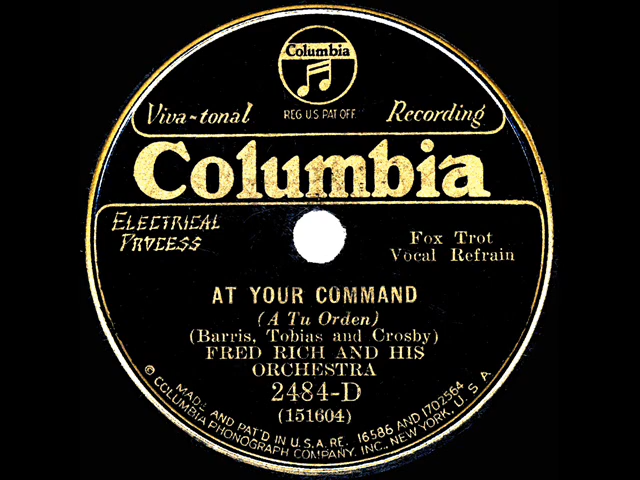 Columbia
REG. U.S. PAT. OFF.
Viva-tonal Recording
Columbia
ELECTRICAL
PROCESS
Fox Trot
Vocal Refrain
AT YOUR COMMAND
(A Tu Orden)
(Barris, Tobias and Crosby)
FRED RICH AND HIS
ORCHESTRA
2484-D
(151604)
MADE AND PAT'D IN U.S.A. RE. 16586 AND 1702564
© COLUMBIA PHONOGRAPH COMPANY, INC., NEW YORK, U.S.A.